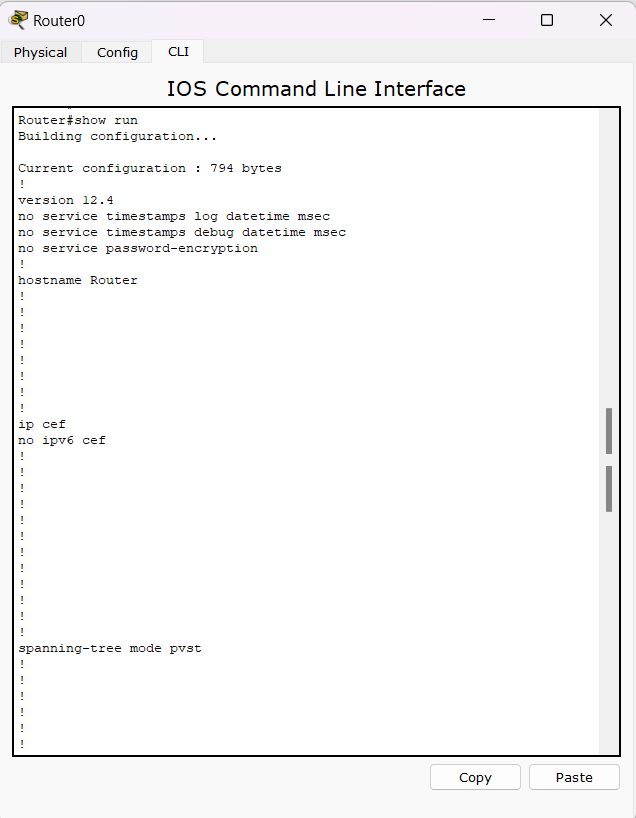 Router0
Physical Config CLI
IOS Command Line Interface
Router#show run
Building configuration...
Current configuration : 794 bytes
!
version 12.4
no service timestamps log datetime msec
no service timestamps debug datetime msec
no service password-encryption
!
hostname Router
!
!
!
!
!
!
!
!
ip cef
no ipv6 cef
!
!
!
!
!
!
!
!
!
!
!
!
spanning-tree mode pvst
!
!
!
!
!
!
Copy Paste